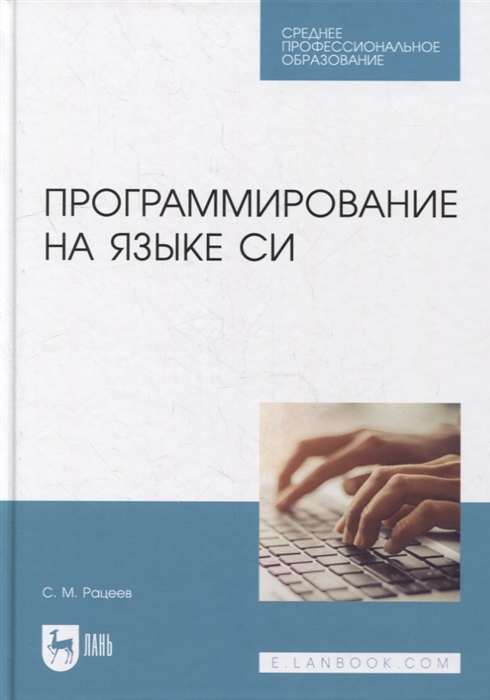 СРЕДНЕЕ
ПРОФЕССИОНАЛЬНОЕ
ОБРАЗОВАНИЕ
ПРОГРАММИРОВАНИЕ
НА ЯЗЫКЕ СИ
С. М. Рацеев
ЛАНЬ
E.LANBOOK.COM